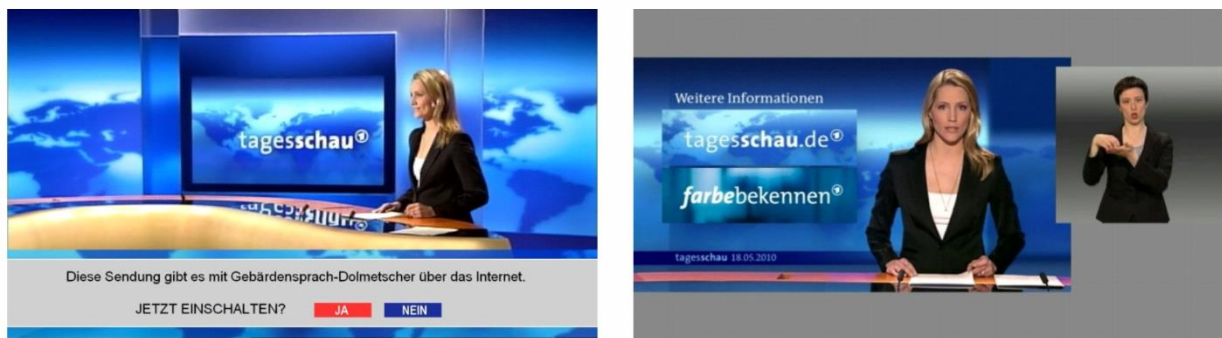 tagesschau
Diese Sendung gibt es mit Gebärdensprach-Dolmetscher über das Internet.
JETZT EINSCHALTEN? JA NEIN
Weitere Informationen
tagesschau.de
farbebekennen
tagesschau 18.05.2010